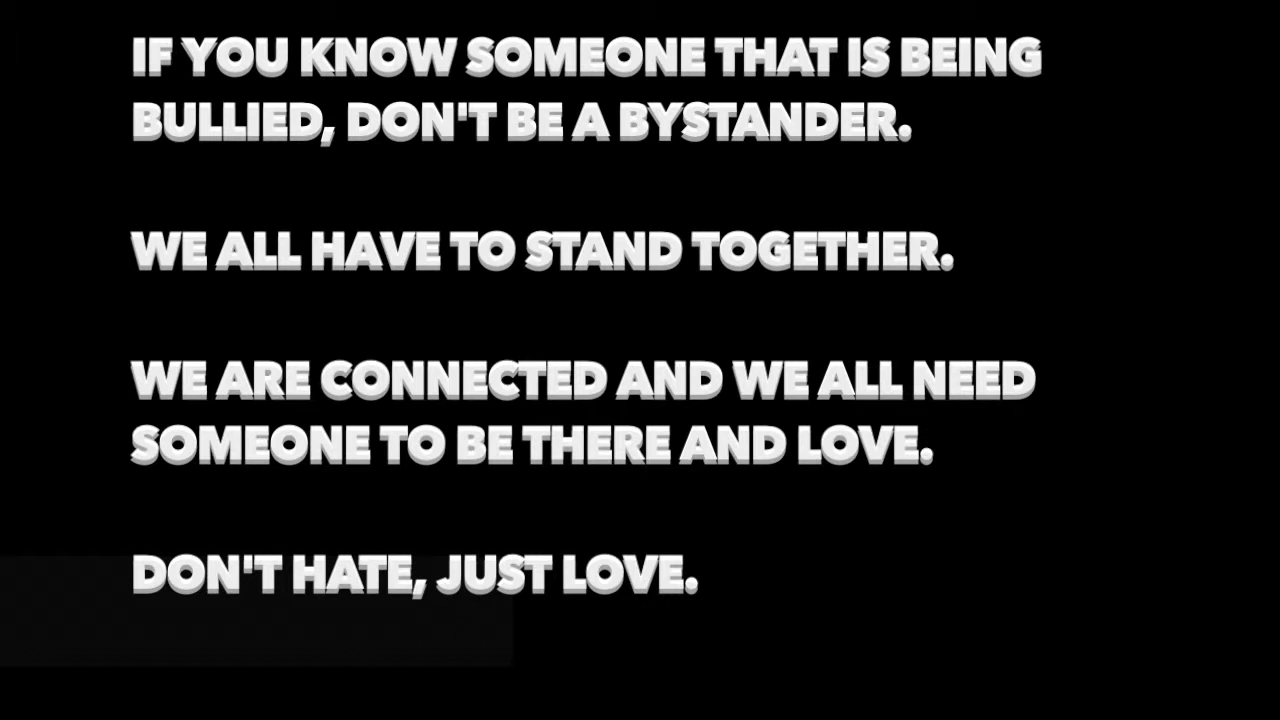 IF YOU KNOW SOMEONE THAT IS BEING
BULLIED, DON'T BE A BYSTANDER.
WE ALL HAVE TO STAND TOGETHER.
WE ARE CONNECTED AND WE ALL NEED
SOMEONE TO BE THERE AND LOVE.
DON'T HATE, JUST LOVE.